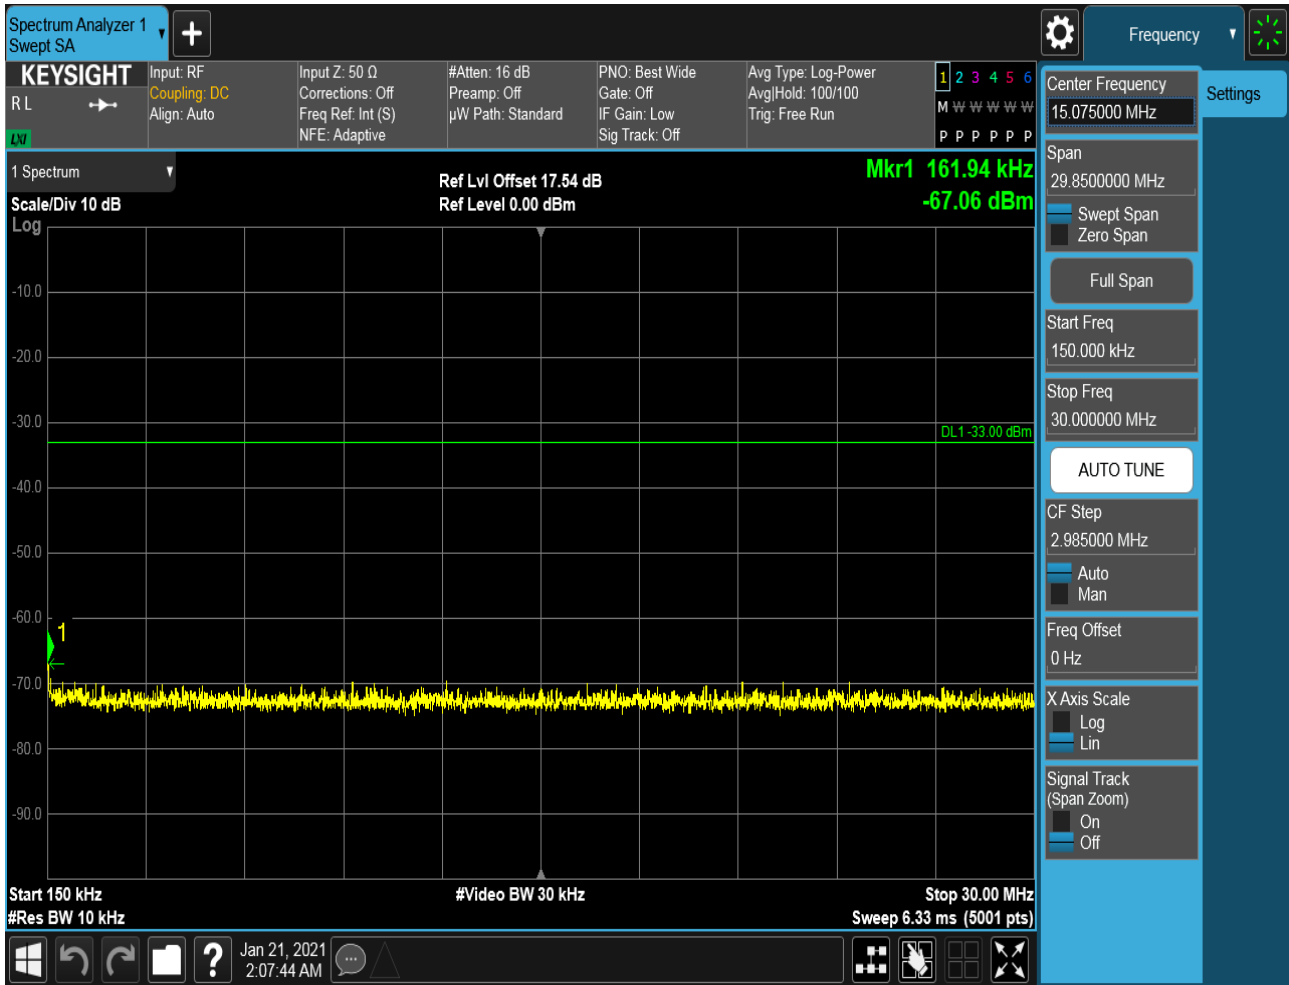 Spectrum Analyzer 1
Swept SA
Frequency
KEYSIGHT
R L
LXI
Input: RF
Coupling: DC
Align: Auto
Input Z: 50 Ω
Corrections: Off
Freq Ref: Int (S)
NFE: Adaptive
#Atten: 16 dB
Preamp: Off
µW Path: Standard
PNO: Best Wide
Gate: Off
IF Gain: Low
Sig Track: Off
Avg Type: Log-Power
Avg|Hold: 100/100
Trig: Free Run
1 2 3 4 5 6
M W W W W W
P P P P P P
1 Spectrum
Scale/Div 10 dB
Log
Ref Lvl Offset 17.54 dB
Ref Level 0.00 dBm
Mkr1 161.94 kHz
-67.06 dBm
-10.0
-20.0
-30.0
DL1 -33.00 dBm
-40.0
-50.0
-60.0
1
-70.0
-80.0
-90.0
Start 150 kHz
#Res BW 10 kHz
#Video BW 30 kHz
Stop 30.00 MHz
Sweep 6.33 ms (5001 pts)
Center Frequency
15.075000 MHz
Settings
Span
29.8500000 MHz
Swept Span
Zero Span
Full Span
Start Freq
150.000 kHz
Stop Freq
30.000000 MHz
AUTO TUNE
CF Step
2.985000 MHz
Auto
Man
Freq Offset
0 Hz
X Axis Scale
Log
Lin
Signal Track
(Span Zoom)
On
Off
?
Jan 21, 2021
2:07:44 AM